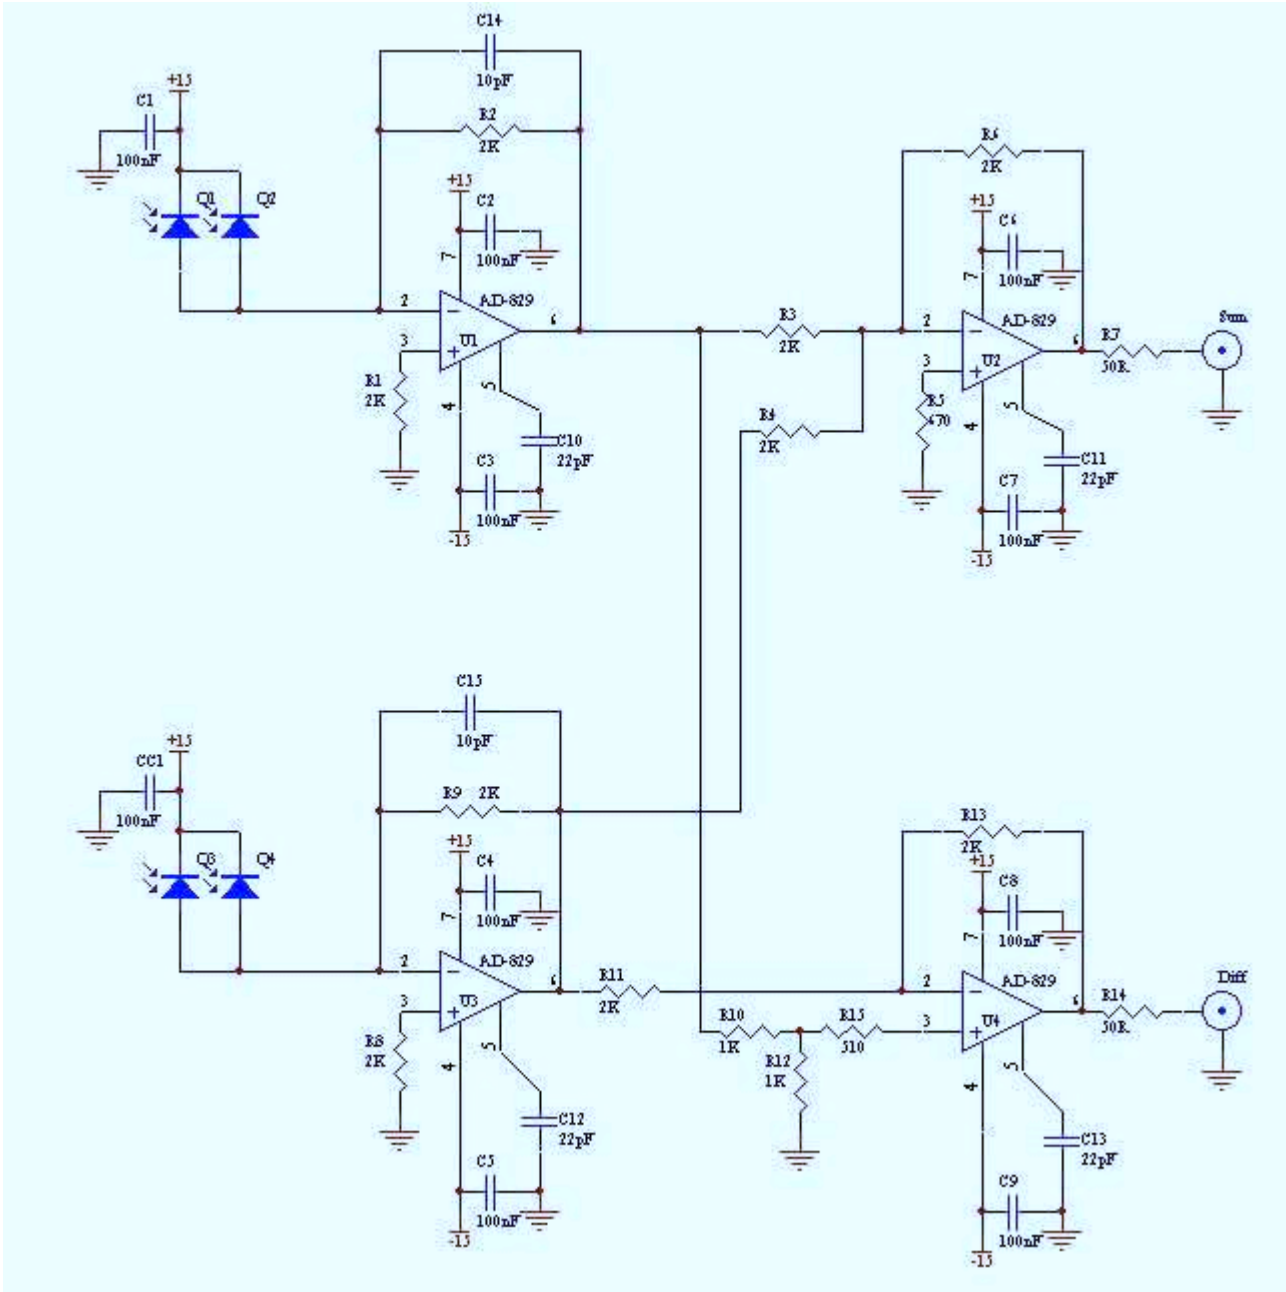 C14
10pF
+15
C1
100nF
R2
2K
R6
2K
Q1
Q2
+15
C2
100nF
7
+15
C6
100nF
7
2
AD-829
6
3
U1
R1
2K
5
4
C10
22pF
C3
100nF
-15
R3
2K
R4
2K
2
AD-829
6
3
U2
R5
470
5
4
R7
50R
Sum
C11
22pF
C7
100nF
-15
C15
10pF
+15
CC1
100nF
R9 2K
R13
2K
Q3
Q4
+15
C4
100nF
7
+15
C8
100nF
7
2
AD-829
6
3
U3
R8
2K
5
4
C12
22pF
C5
100nF
-15
R11
2K
R10
1K
R15
510
R12
1K
2
AD-829
6
3
U4
5
4
R14
50R
Diff
C13
22pF
C9
100nF
-15